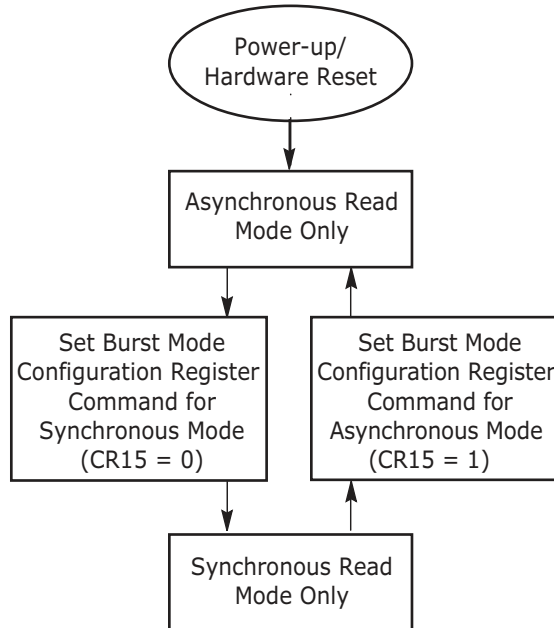 Power-up/
Hardware Reset
Asynchronous Read
Mode Only
Set Burst Mode
Configuration Register
Command for
Synchronous Mode
(CR15 = 0)
Set Burst Mode
Configuration Register
Command for
Asynchronous Mode
(CR15 = 1)
Synchronous Read
Mode Only